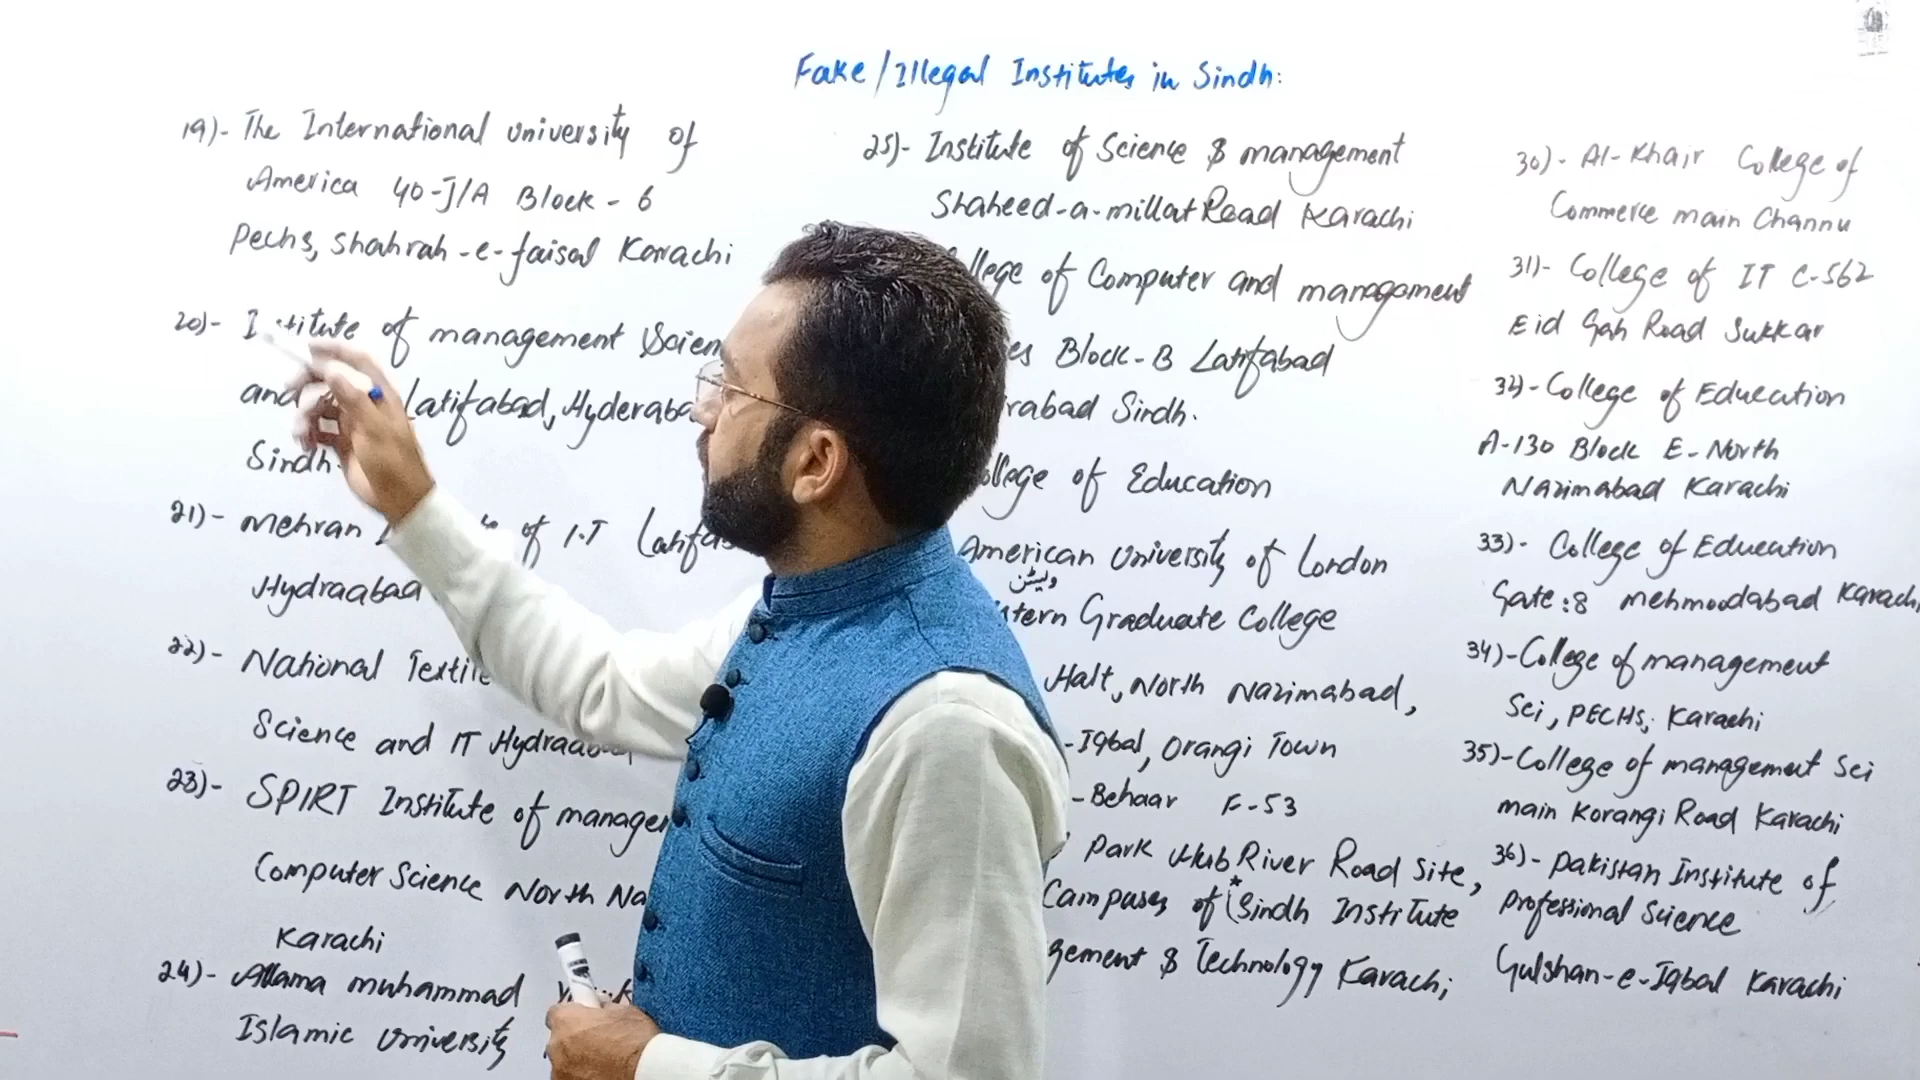 Fake/Illegal Institutes in Sindh:
19)- The International University of
America 40-J/A Block-6
Pechs, Shahrah-e-faisal Karachi
20)- Institute of management Scien
and Latifabad, Hyderaba
Sindh.
21)- Mehran of I.T Latifa
Hydraabad
22)- National Textile
Science and IT Hydraabad
23)- SPIRT Institute of manage
Computer Science North Na
Karachi
24)- Allama muhammad
Islamic University
25)- Institute of Science & management
Shaheed-a-millat Road Karachi
llege of Computer and management
es Block-B Latifabad
rabad Sindh.
ollege of Education
American University of London
ویسٹرن
tern Graduate College
Halt, North Nazimabad,
-Iqbal, Orangi Town
-Behaar F-53
Park Hub River Road Site,
Campuses of *Sindh Institute
gement & Technology Karachi,
30)- Al-Khair College of
Commerce main Channu
31)- College of IT C-562
Eid Gah Road Sukkar
32)- College of Education
A-130 Block E-North
Nazimabad Karachi
33)- College of Education
Gate:8 Mehmoodabad Karachi
34)- College of management
Sci, PECHS, Karachi
35)- College of management Sci
main Korangi Road Karachi
36)- Pakistan Institute of
Professional Science
Gulshan-e-Iqbal Karachi